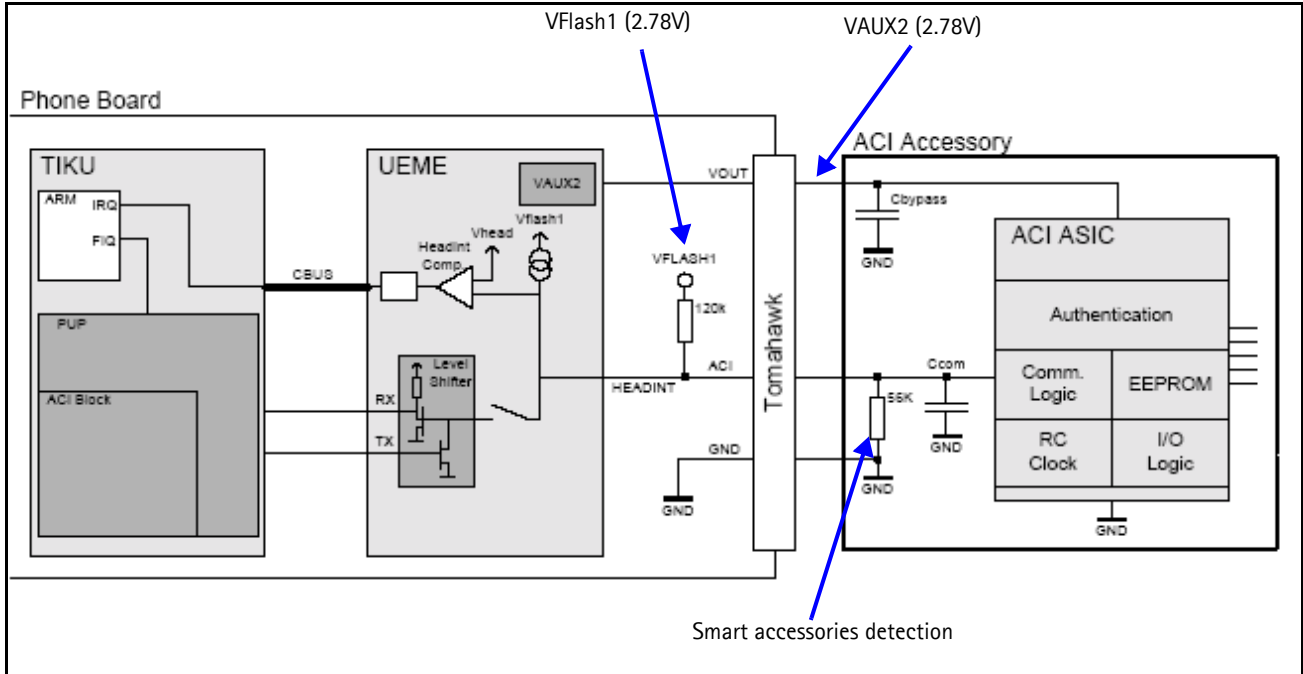 VFlash1 (2.78V)
VAUX2 (2.78V)
Phone Board
ACI Accessory
TIKU
ARM
IRQ
FIQ
PUP
ACI Block
CBUS
UEME
VAUX2
Vflash1
Vhead
HeadInt
Comp.
Level
Shifter
RX
TX
VOUT
VFLASH1
120k
ACI
HEADINT
GND
GND
Tomahawk
Cbypass
GND
Ccom
56K
GND
GND
ACI ASIC
Authentication
Comm.
Logic
EEPROM
RC
Clock
I/O
Logic
GND
Smart accessories detection